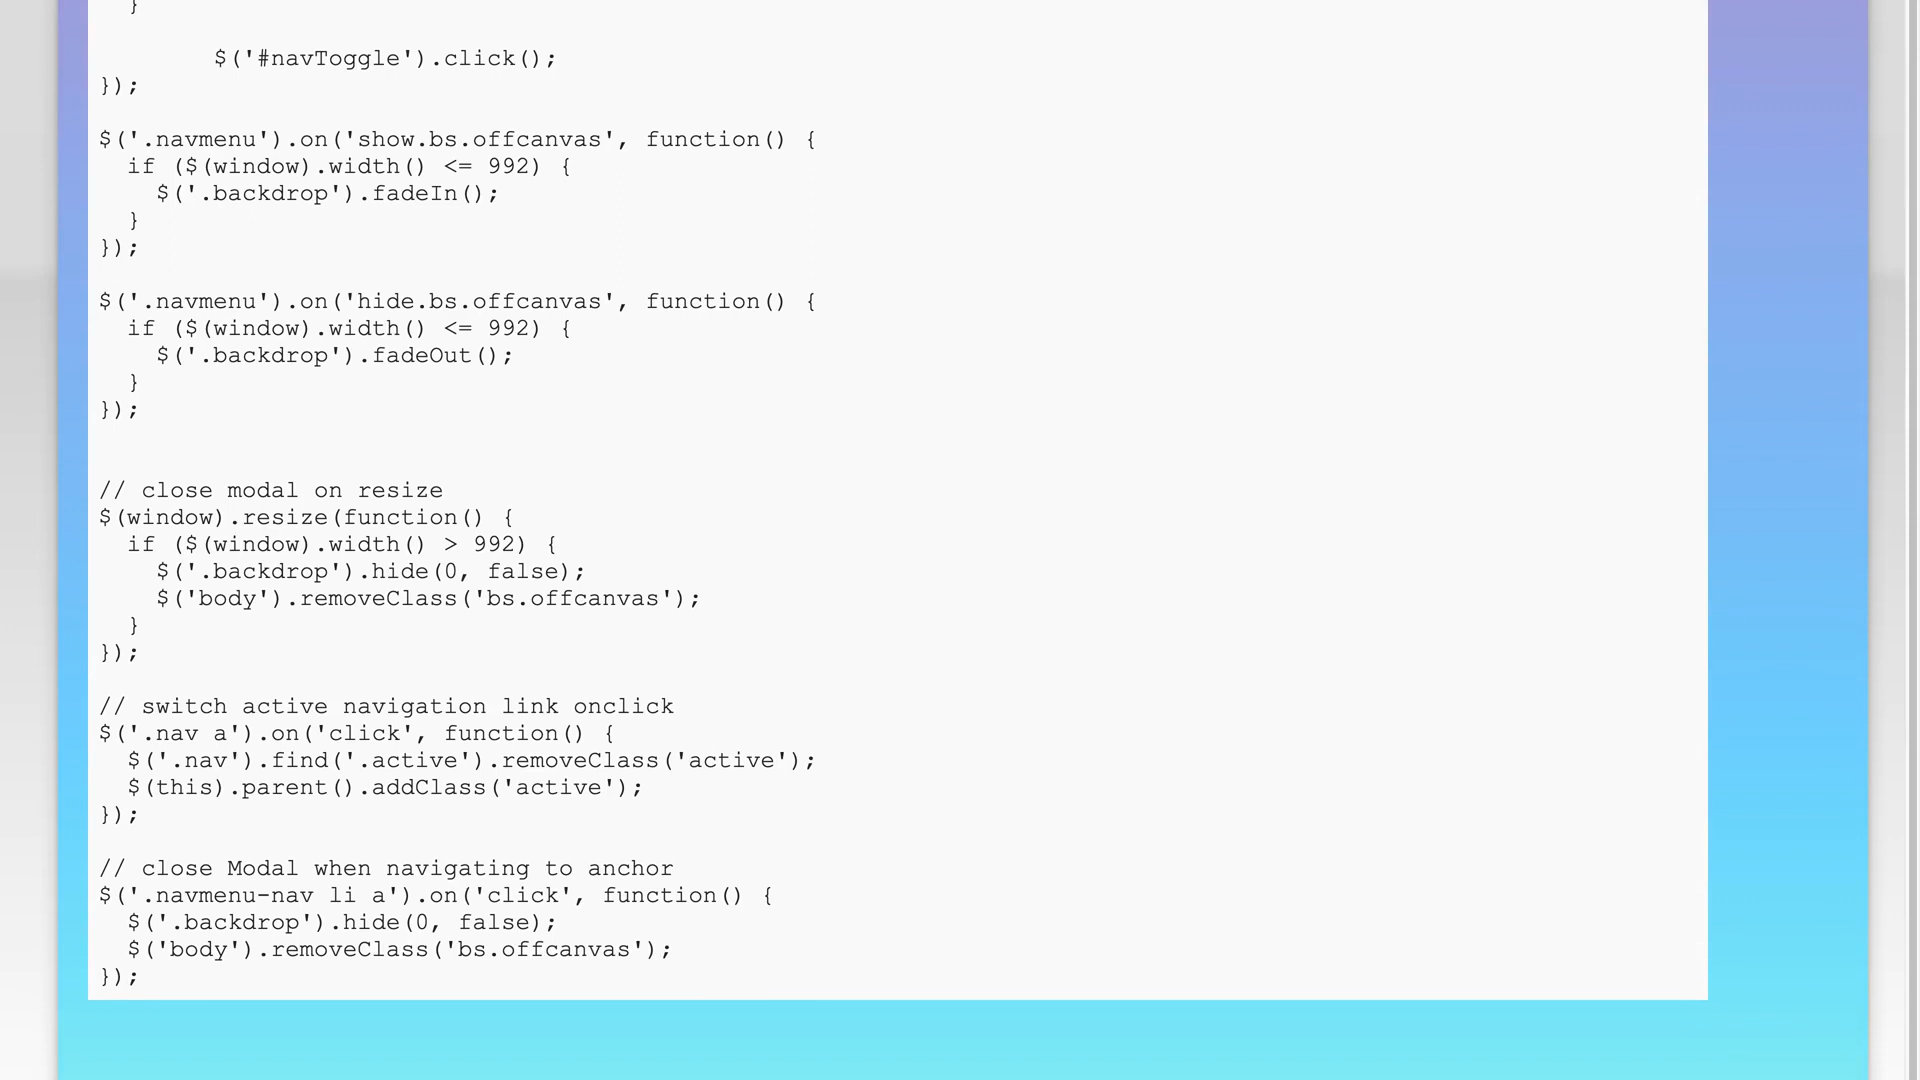 }
$('#navToggle').click();
});
$('.navmenu').on('show.bs.offcanvas', function() {
if ($(window).width() <= 992) {
$('.backdrop').fadeIn();
}
});
$('.navmenu').on('hide.bs.offcanvas', function() {
if ($(window).width() <= 992) {
$('.backdrop').fadeOut();
}
});
// close modal on resize
$(window).resize(function() {
if ($(window).width() > 992) {
$('.backdrop').hide(0, false);
$('body').removeClass('bs.offcanvas');
}
});
// switch active navigation link onclick
$('.nav a').on('click', function() {
$('.nav').find('.active').removeClass('active');
$(this).parent().addClass('active');
});
// close Modal when navigating to anchor
$('.navmenu-nav li a').on('click', function() {
$('.backdrop').hide(0, false);
$('body').removeClass('bs.offcanvas');
});